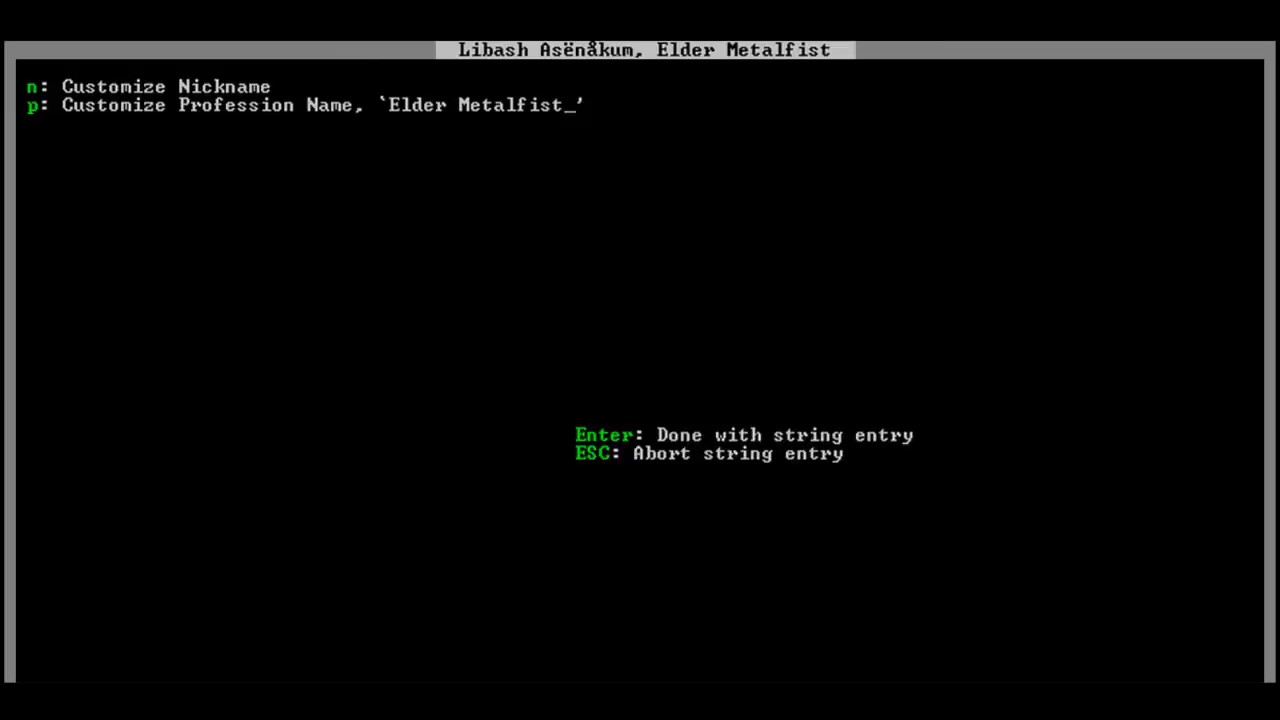 Libash Asënåkum, Elder Metalfist
n: Customize Nickname
p: Customize Profession Name, `Elder Metalfist_'
Enter: Done with string entry
ESC: Abort string entry